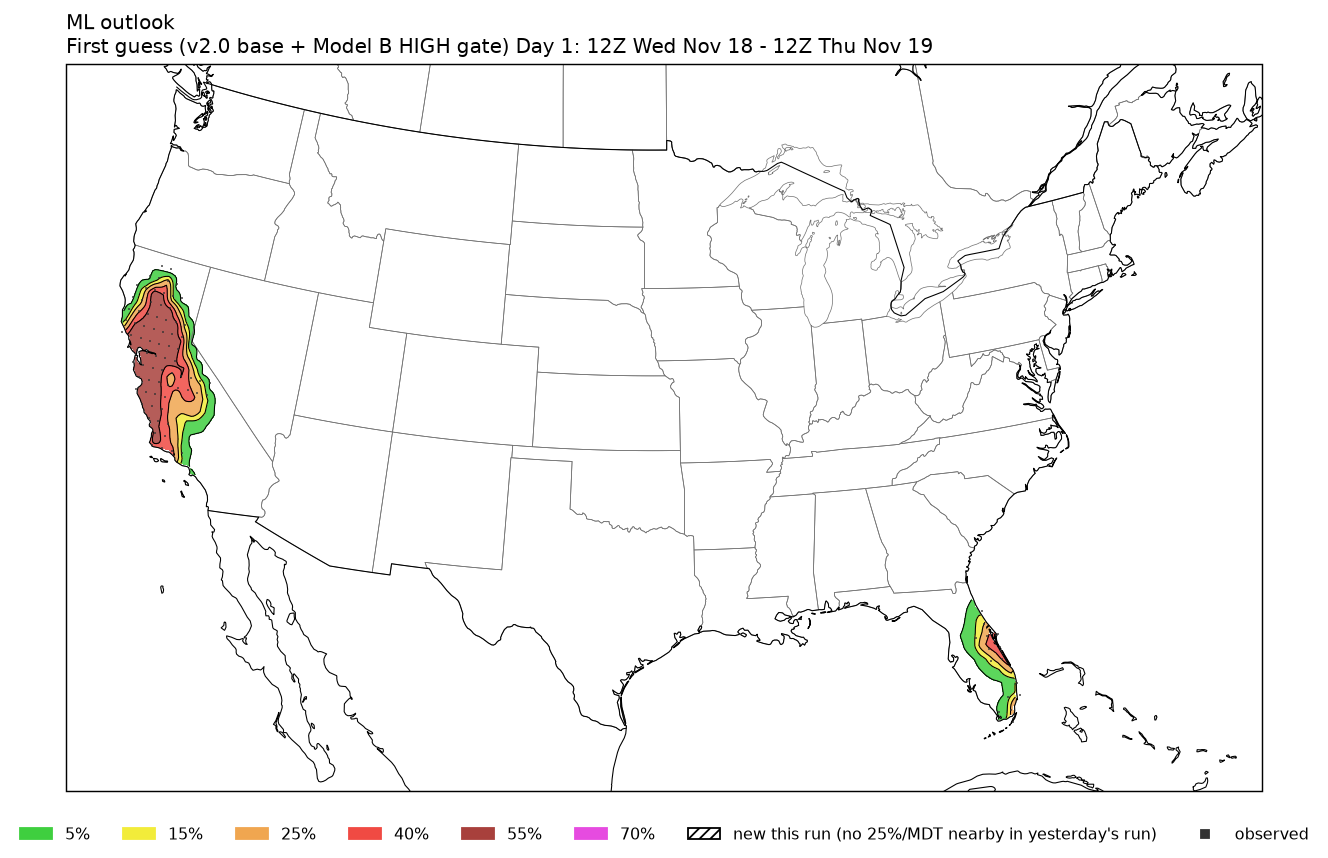 ML outlook
First guess (v2.0 base + Model B HIGH gate) Day 1: 12Z Wed Nov 18 - 12Z Thu Nov 19
5% 15% 25% 40% 55% 70% new this run (no 25%/MDT nearby in yesterday's run) observed